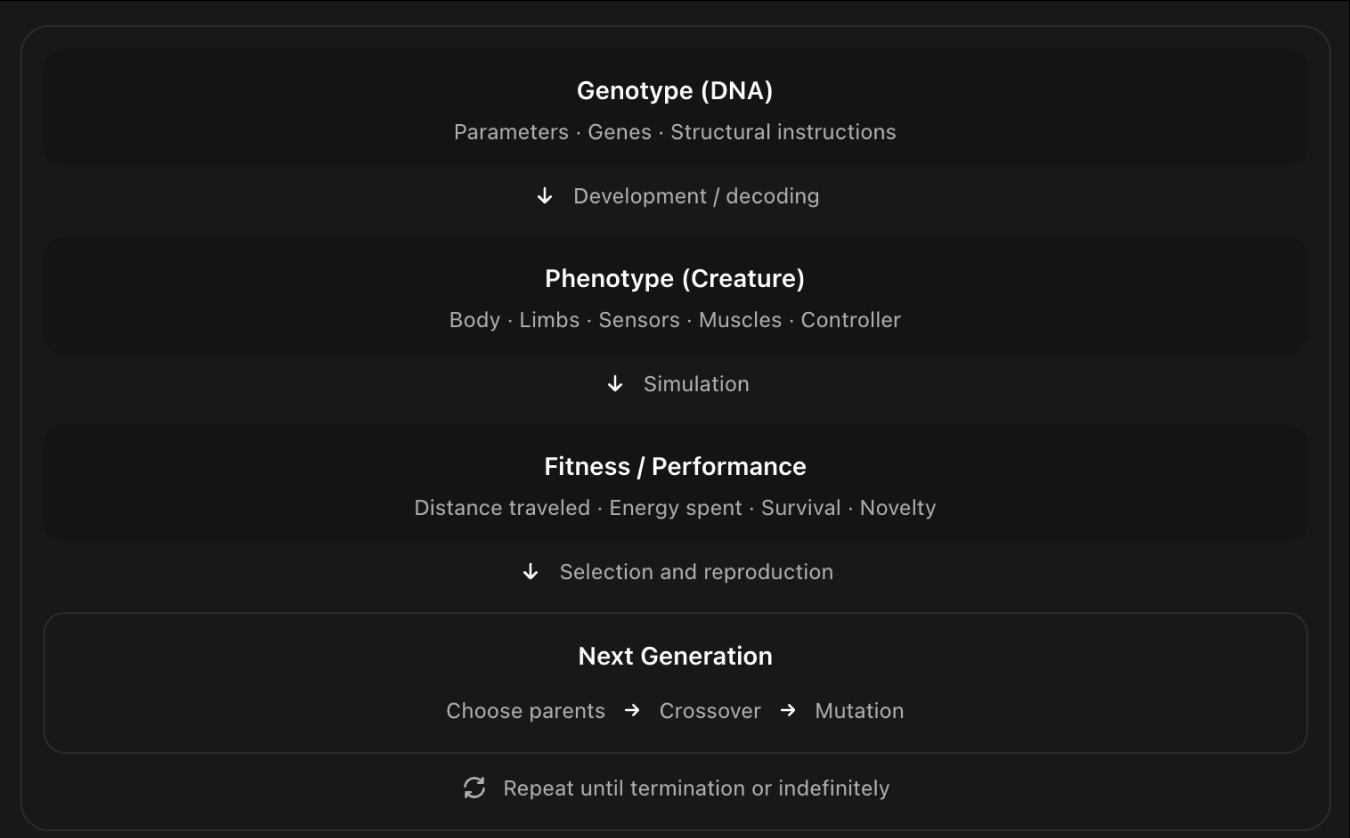 Genotype (DNA)
Parameters · Genes · Structural instructions
↓ Development / decoding
Phenotype (Creature)
Body · Limbs · Sensors · Muscles · Controller
↓ Simulation
Fitness / Performance
Distance traveled · Energy spent · Survival · Novelty
↓ Selection and reproduction
Next Generation
Choose parents → Crossover → Mutation
Repeat until termination or indefinitely